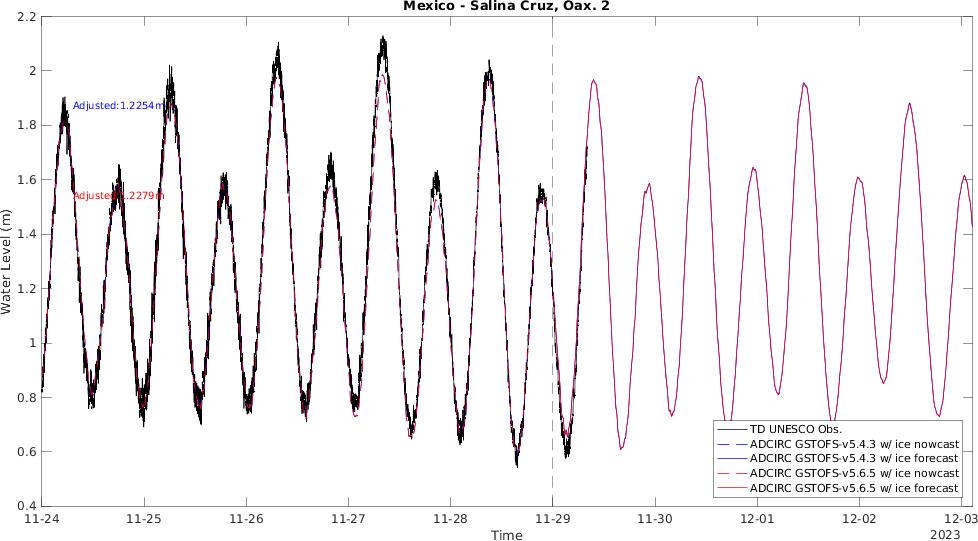 Mexico - Salina Cruz, Oax. 2
2.2
2
1.8
1.6
1.4
1.2
1
0.8
0.6
0.4
Water Level (m)
Adjusted:1.2254m
Adjusted:1.2279m
TD UNESCO Obs.
ADCIRC GSTOFS-v5.4.3 w/ ice nowcast
ADCIRC GSTOFS-v5.4.3 w/ ice forecast
ADCIRC GSTOFS-v5.6.5 w/ ice nowcast
ADCIRC GSTOFS-v5.6.5 w/ ice forecast
11-24 11-25 11-26 11-27 11-28 11-29 11-30 12-01 12-02 12-03
Time
2023